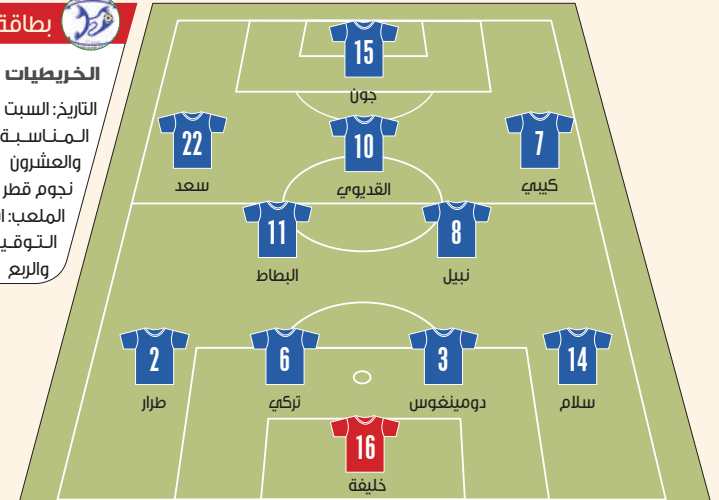 بطاقة
الخريطيات
التاريخ: السبت
المناسبة
والعشرون
نجوم قطر
الملعب:
والربع
15
جون
22
سعد
10
القديوي
7
كيبي
11
البطاط
8
نبيل
2
طرار
6
تركي
3
دومينغوس
14
سلام
16
خليفة